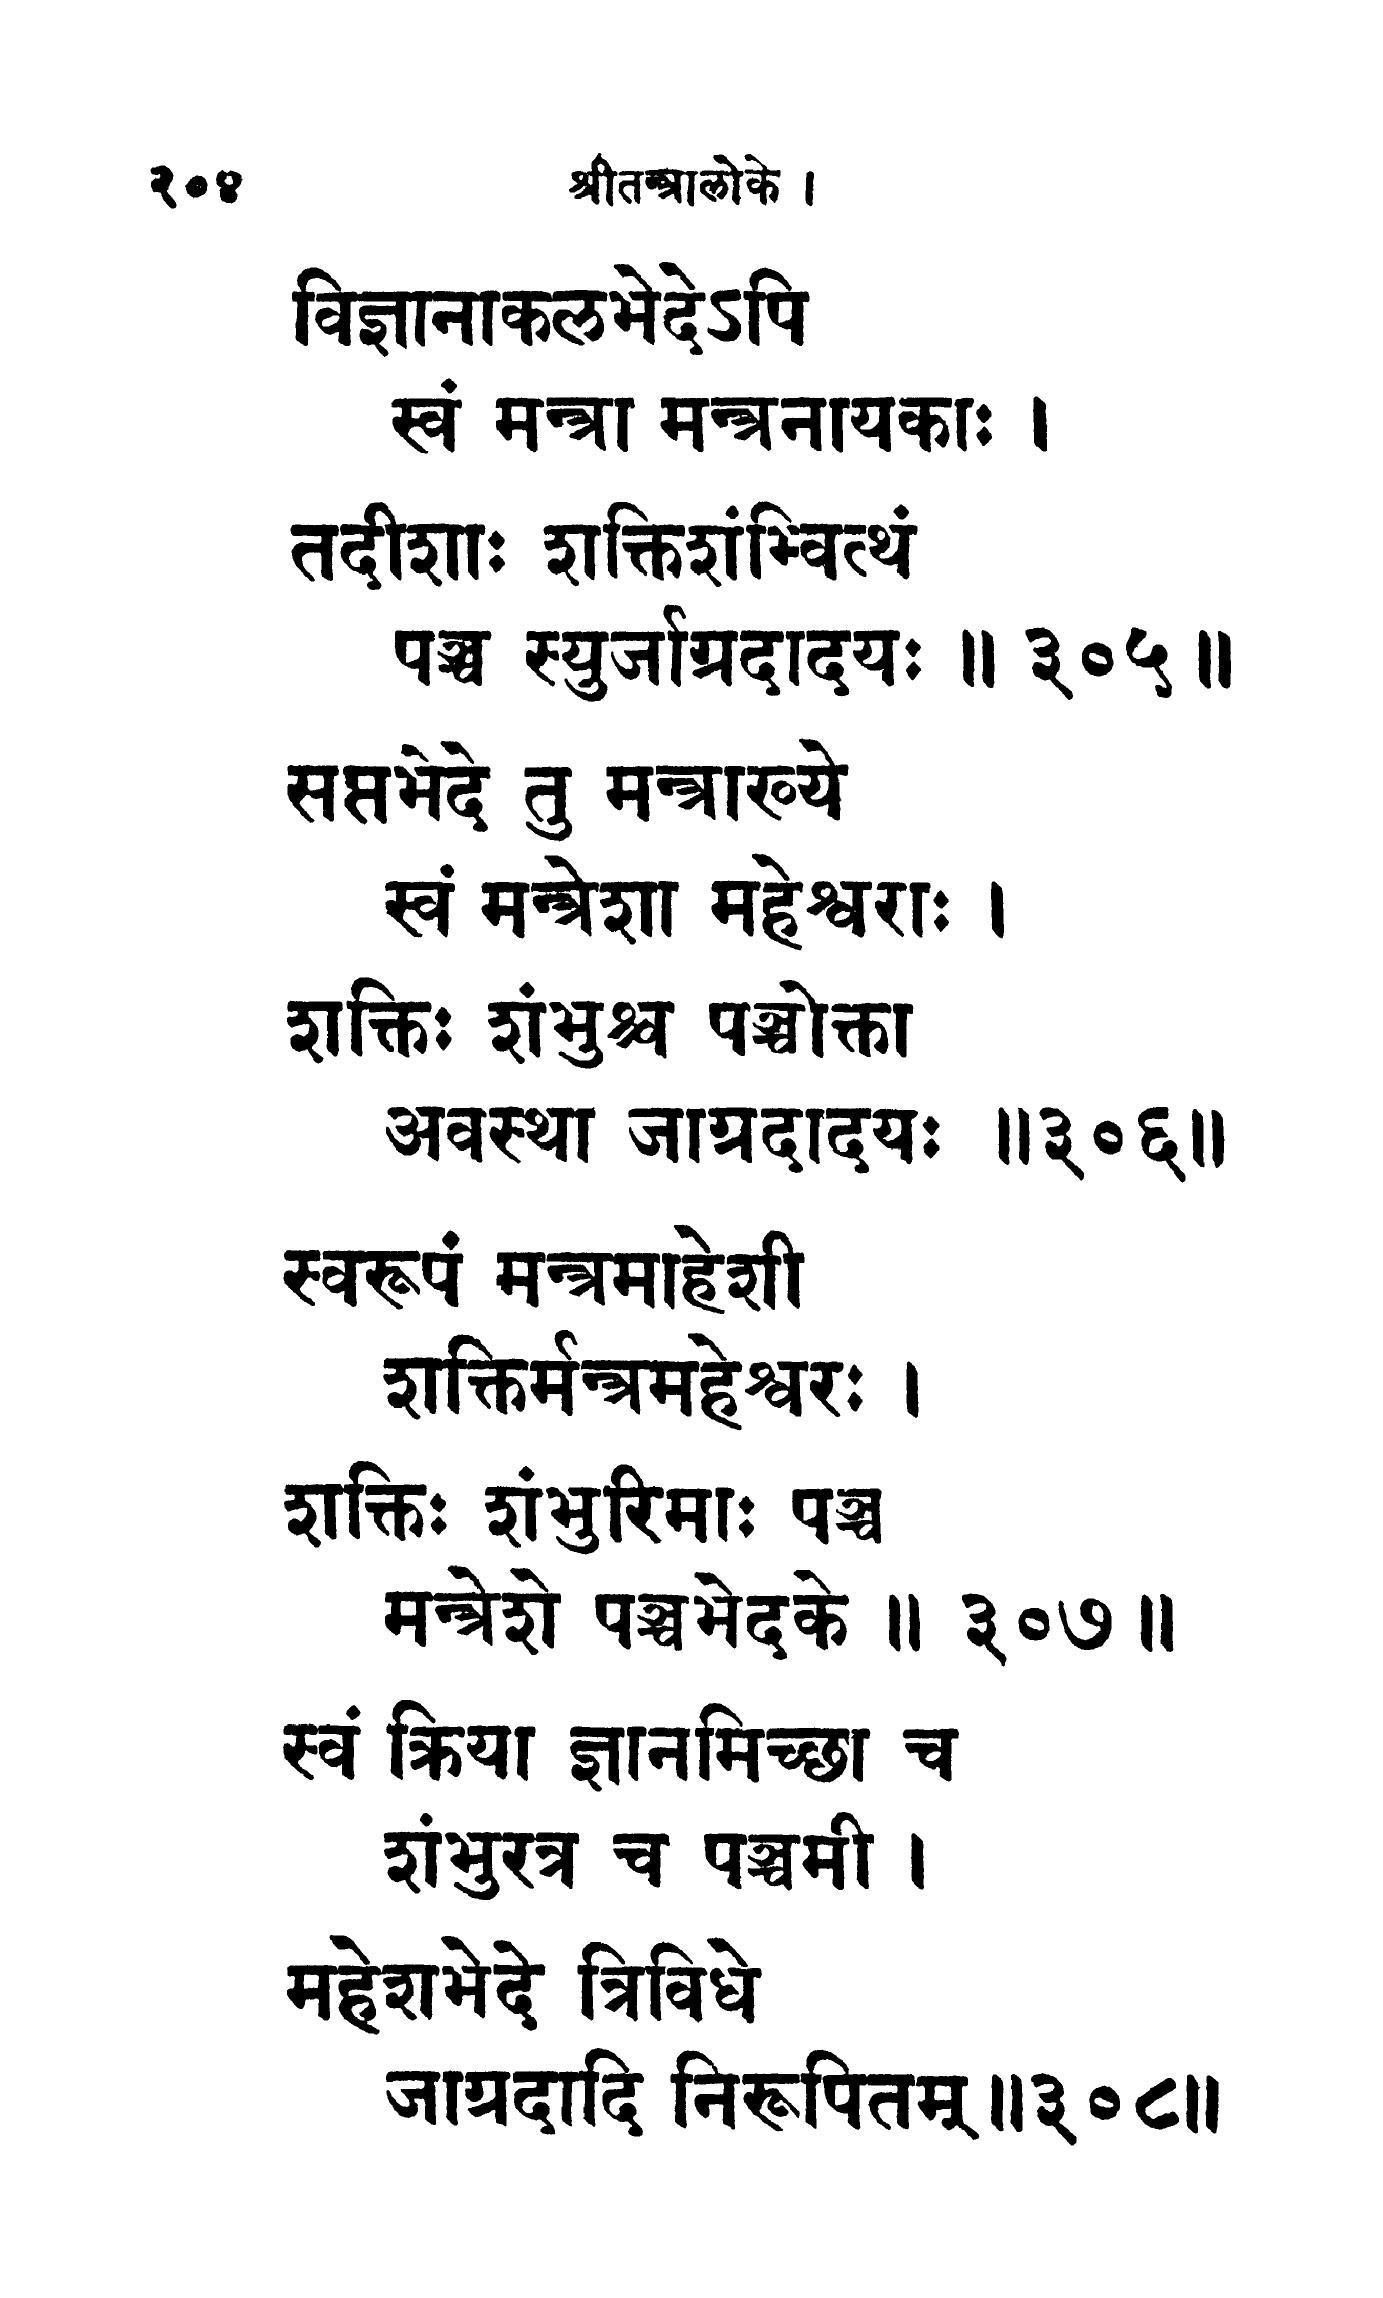 २०४ श्रीतन्त्रालोके ।
विज्ञानाकलभेदेऽपि
स्वं मन्त्रा मन्त्रनायकाः ।
तदीशाः शक्तिशंभ्वित्थं
पञ्च स्युर्जाग्रदादयः ॥ ३०५ ॥
सप्तभेदे तु मन्त्राख्ये
स्वं मन्त्रेशा महेश्वराः ।
शक्तिः शंभुश्च पञ्चोक्ता
अवस्था जाग्रदादयः ॥३०६॥
स्वरूपं मन्त्रमाहेशी
शक्तिर्मन्त्रमहेश्वरः ।
शक्तिः शंभुरिमाः पञ्च
मन्त्रेशे पञ्चभेदके ॥ ३०७ ॥
स्वं क्रिया ज्ञानमिच्छा च
शंभुरत्र च पञ्चमी ।
महेशभेदे त्रिविधे
जाग्रदादि निरूपितम् ॥३०८॥